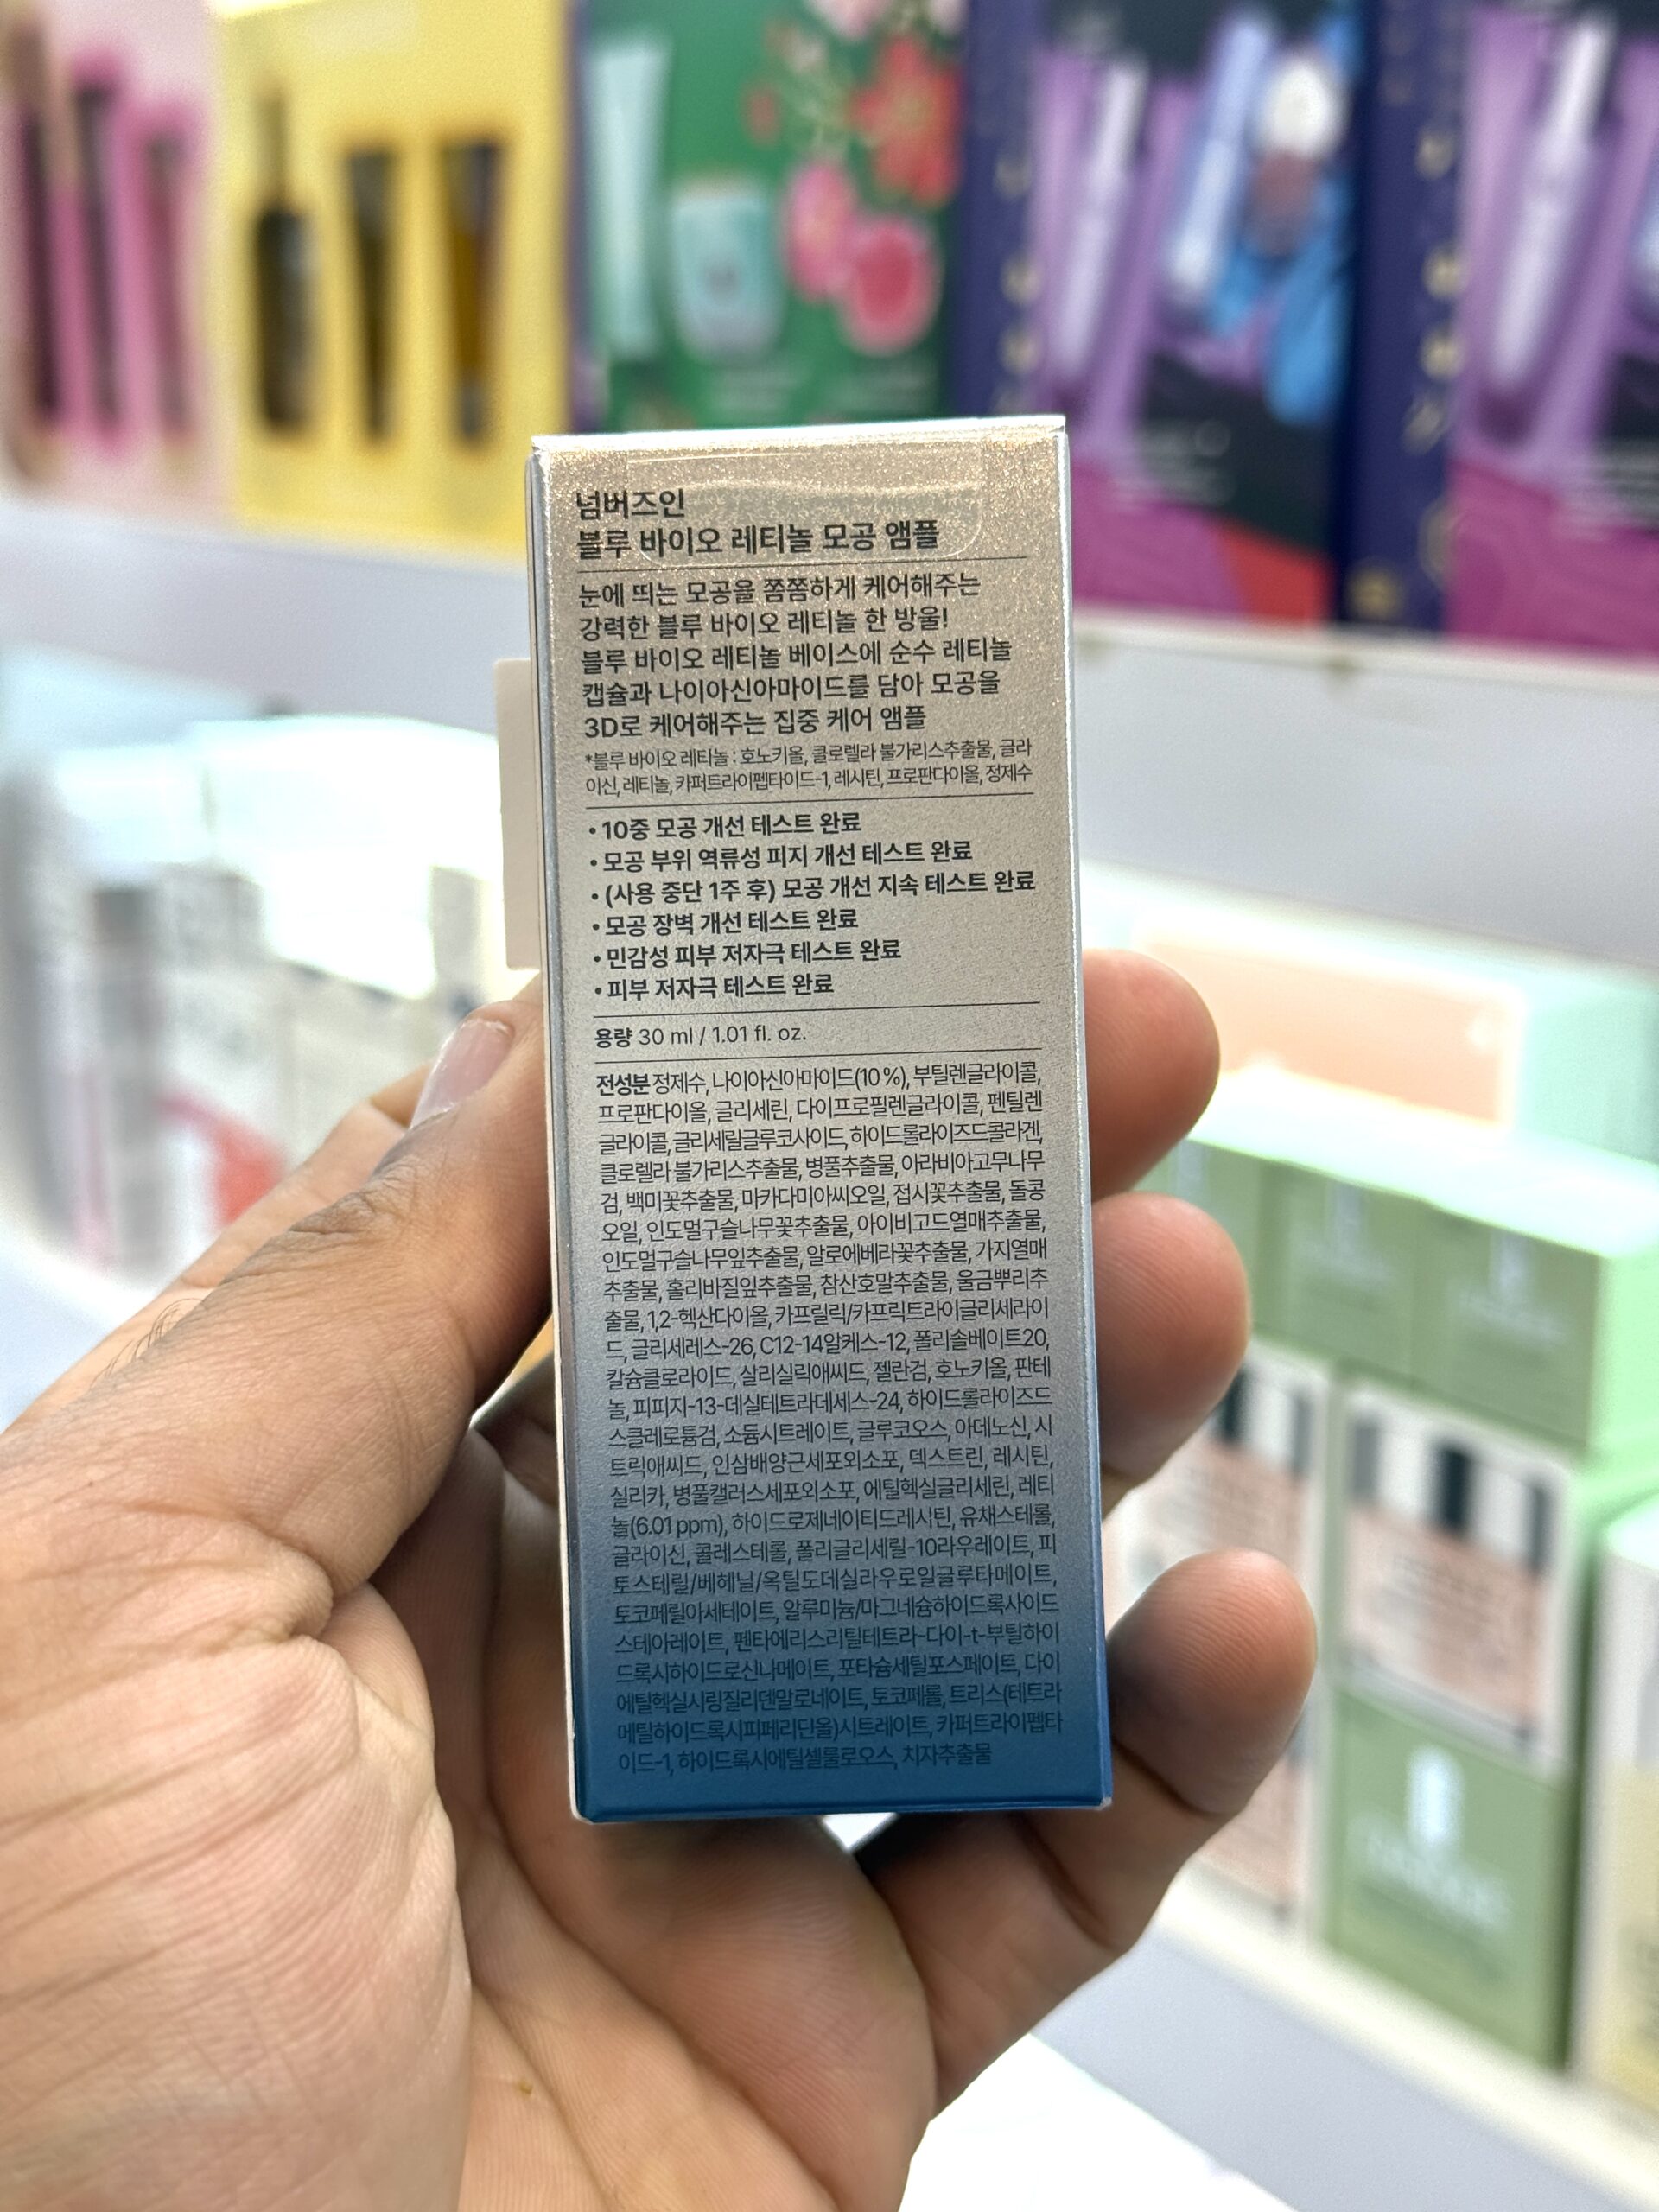 넘버즈인
블루 바이오 레티놀 모공 앰플
눈에 띄는 모공을 쫌쫌하게 케어해주는
강력한 블루 바이오 레티놀 한 방울!
블루 바이오 레티놀 베이스에 순수 레티놀
캡슐과 나이아신아마이드를 담아 모공을
3D로 케어해주는 집중 케어 앰플
*블루 바이오 레티놀 : 호노키올, 클로렐라 불가리스추출물, 글라
이신, 레티놀, 카퍼트라이펩타이드-1, 레시틴, 프로판다이올, 정제수
• 10중 모공 개선 테스트 완료
• 모공 부위 역류성 피지 개선 테스트 완료
• (사용 중단 1주 후) 모공 개선 지속 테스트 완료
• 모공 장벽 개선 테스트 완료
• 민감성 피부 저자극 테스트 완료
• 피부 저자극 테스트 완료
용량 30 ml / 1.01 fl. oz.
전성분 정제수, 나이아신아마이드(10%), 부틸렌글라이콜,
프로판다이올, 글리세린, 다이프로필렌글라이콜, 펜틸렌
글라이콜, 글리세릴글루코사이드, 하이드롤라이즈드콜라겐,
클로렐라 불가리스추출물, 병풀추출물, 아라비아고무나무
검, 백미꽃추출물, 마카다미아씨오일, 접시꽃추출물, 돌콩
오일, 인도멀구슬나무꽃추출물, 아이비고드열매추출물,
인도멀구슬나무잎추출물, 알로에베라꽃추출물, 가지열매
추출물, 홀리바질잎추출물, 참산호말추출물, 울금뿌리추
출물, 1,2-헥산다이올, 카프릴릭/카프릭트라이글리세라이
드, 글리세레스-26, C12-14알케스-12, 폴리솔베이트20,
칼슘클로라이드, 살리실릭애씨드, 젤란검, 호노키올, 판테
놀, 피피지-13-데실테트라데세스-24, 하이드롤라이즈드
스클레로튬검, 소듐시트레이트, 글루코오스, 아데노신, 시
트릭애씨드, 인삼배양근세포외소포, 덱스트린, 레시틴,
실리카, 병풀캘러스세포외소포, 에틸헥실글리세린, 레티
놀(6.01 ppm), 하이드로제네이티드레시틴, 유채스테롤,
글라이신, 콜레스테롤, 폴리글리세릴-10라우레이트, 피
토스테릴/베헤닐/옥틸도데실라우로일글루타메이트,
토코페릴아세테이트, 알루미늄/마그네슘하이드록사이드
스테아레이트, 펜타에리스리틸테트라-다이-t-부틸하이
드록시하이드로신나메이트, 포타슘세틸포스페이트, 다이
에틸헥실시링질리덴말로네이트, 토코페롤, 트리스(테트라
메틸하이드록시피페리딘올)시트레이트, 카퍼트라이펩타
이드-1, 하이드록시에틸셀룰로오스, 치자추출물